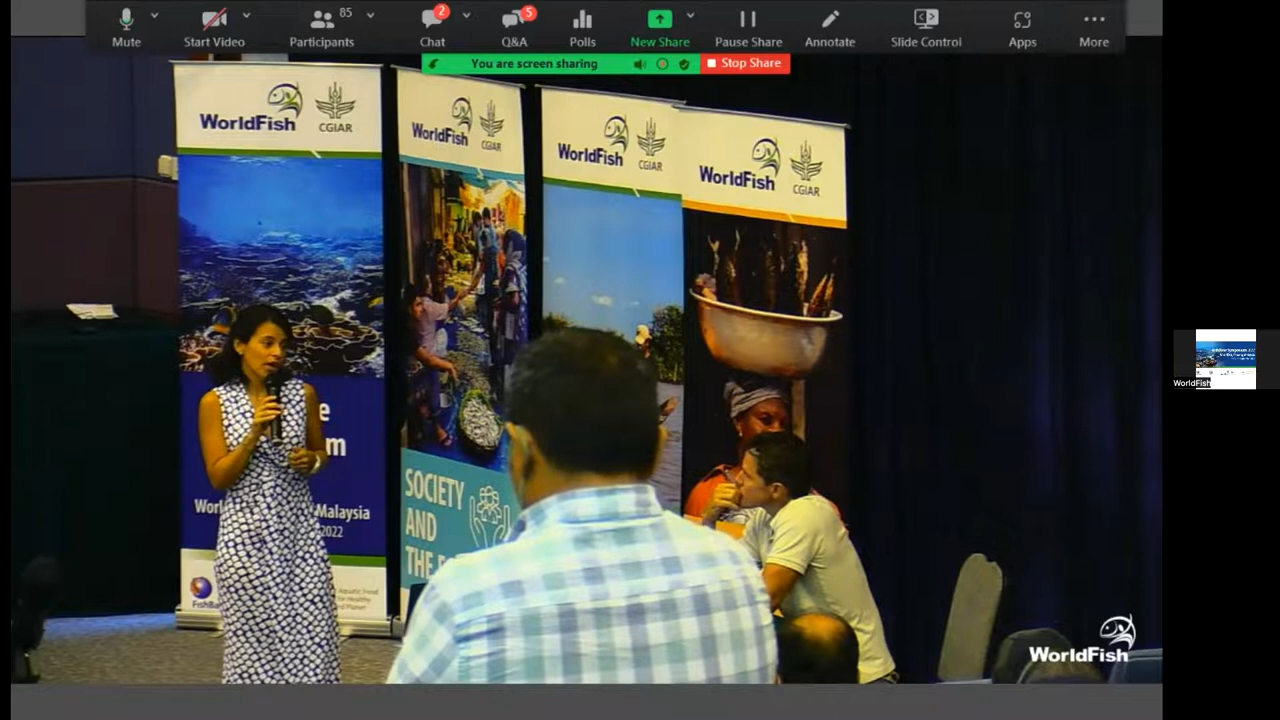 Mute
Start Video
85
Participants
2
Chat
5
Q&A
Polls
New Share
Pause Share
Annotate
Slide Control
Apps
More
You are screen sharing
Stop Share
WorldFish
CGIAR
WorldFish
CGIAR
WorldFish
CGIAR
WorldFish
CGIAR
Malaysia
2022
SOCIETY
AND
THE
WorldFish
WorldFish